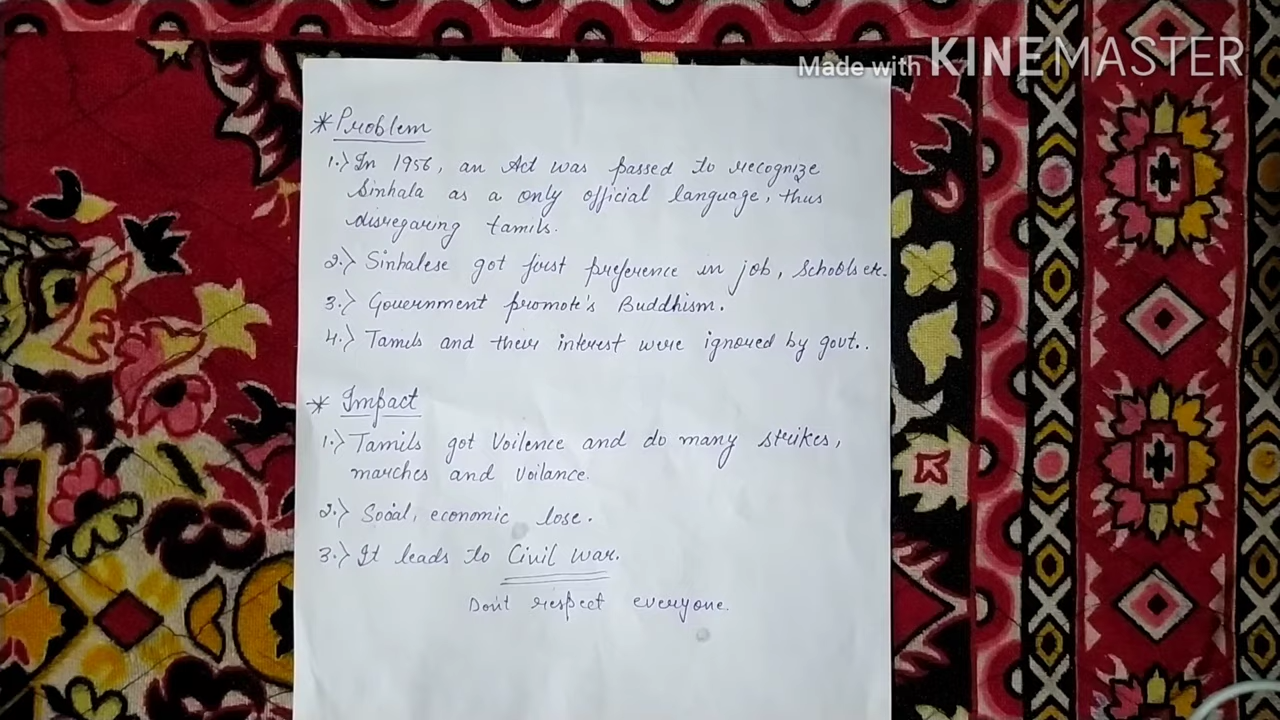 Made with KINEMASTER
* Problem
1.) In 1956, an Act was passed to recognize
Sinhala as a only official language, thus
disregaring tamils.
2.) Sinhalese got first preference in job, Schools etc.
3.) Government promote's Buddhism.
4.) Tamils and their interest were ignored by govt..
* Impact
1.) Tamils got Voilence and do many strikes,
marches and Voilance.
2.) Social, economic lose.
3.) It leads to Civil war.
Don't respect everyone.